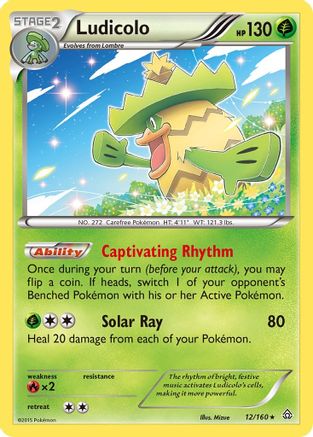 STAGE2
Ludicolo
HP130
Evolves from Lombre
NO. 272 Carefree Pokémon HT: 4'11" WT: 121.3 lbs.
Ability Captivating Rhythm
Once during your turn (before your attack), you may
flip a coin. If heads, switch 1 of your opponent's
Benched Pokémon with his or her Active Pokémon.
Solar Ray 80
Heal 20 damage from each of your Pokémon.
weakness resistance
×2
retreat
The rhythm of bright, festive
music activates Ludicolo's cells,
making it more powerful.
©2015 Pokémon
Illus. Mizue
12/160★